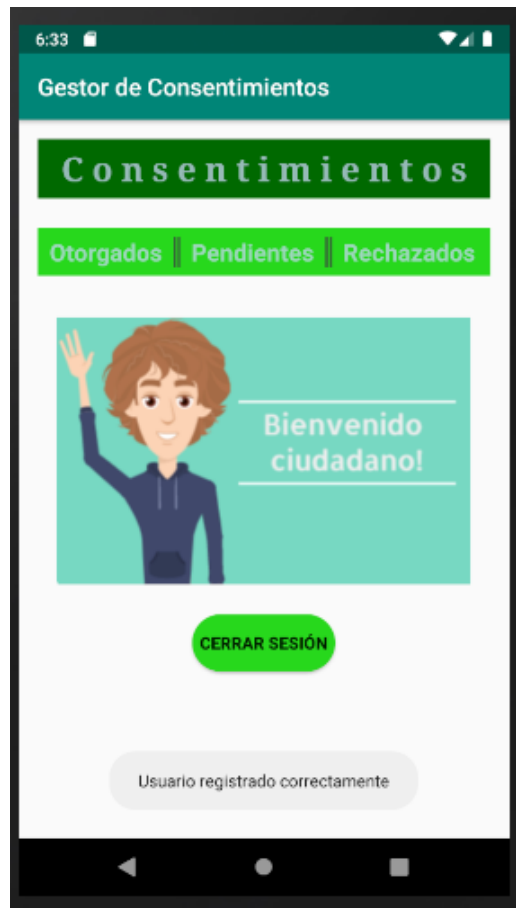 6:33
Gestor de Consentimientos
Consentimientos
Otorgados || Pendientes || Rechazados
Bienvenido
ciudadano!
CERRAR SESIÓN
Usuario registrado correctamente